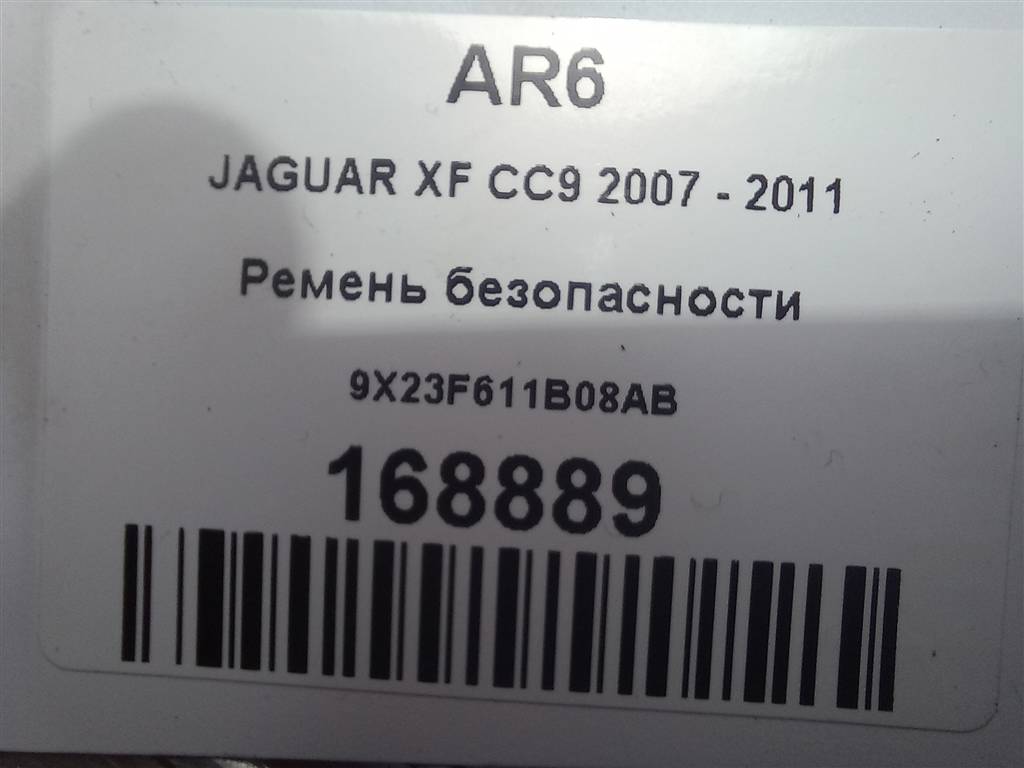 AR6
JAGUAR XF CC9 2007 - 2011
Ремень безопасности
9X23F611B08AB
168889